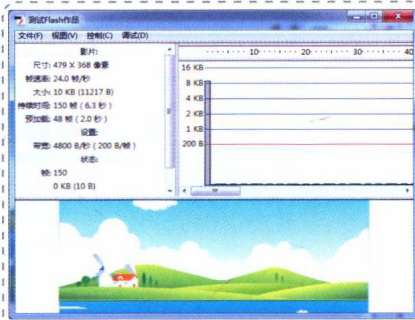 测试Flash作品
文件(F) 视图(V) 控制(C) 调试(D)
影片:
尺寸: 479 X 368 像素
帧速率: 24.0 帧/秒
大小: 10 KB (11217 B)
持续时间: 150 帧 ( 6.3 秒 )
预加载: 48 帧 ( 2.0 秒 )
设置:
带宽: 4800 B/秒 ( 200 B/帧 )
状态:
帧: 150
0 KB (10 B)
10 20 30 40
16 KB
8 KB
4 KB
2 KB
1 KB
200 B